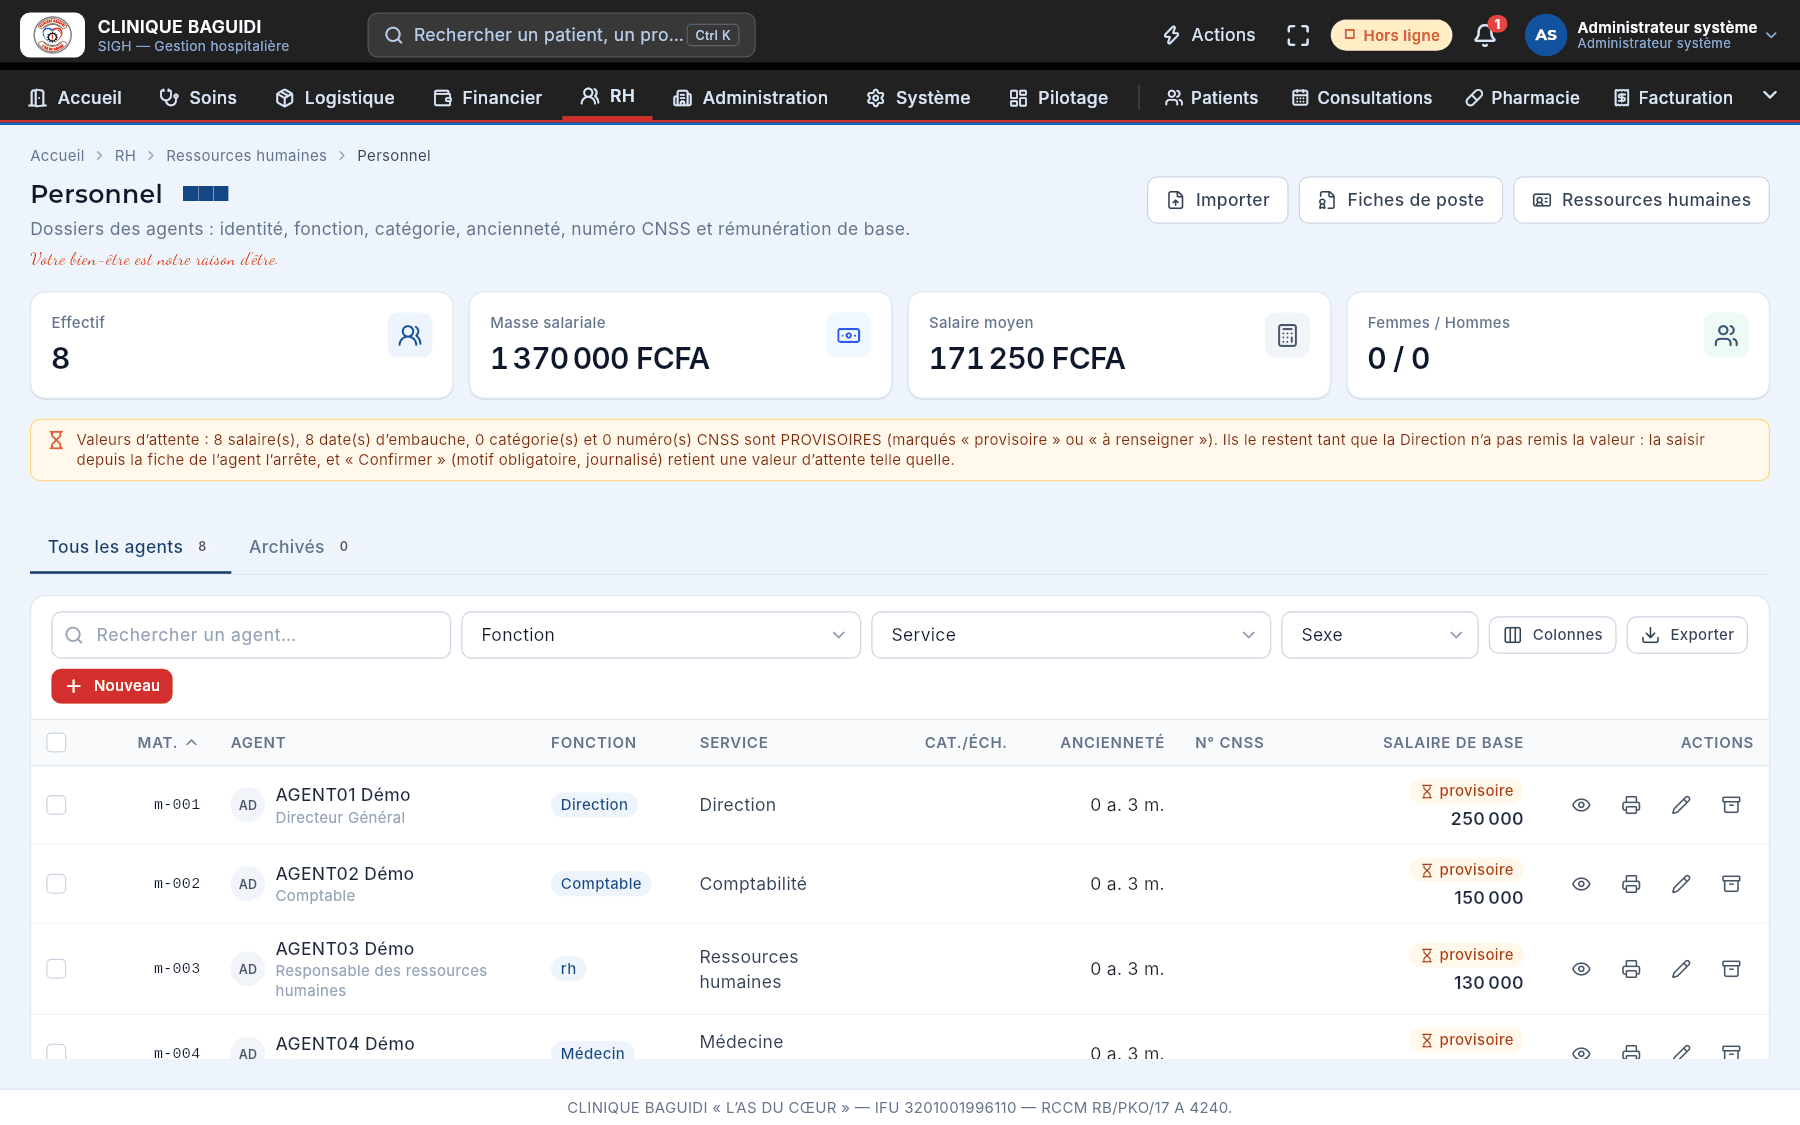 CLINIQUE BAGUIDI
SIGH — Gestion hospitalière
Rechercher un patient, un pro... Ctrl K
Actions
Hors ligne
1
AS
Administrateur système
Administrateur système
Accueil Soins Logistique Financier RH Administration Système Pilotage Patients Consultations Pharmacie Facturation
Accueil > RH > Ressources humaines > Personnel
Personnel
Importer Fiches de poste Ressources humaines
Dossiers des agents : identité, fonction, catégorie, ancienneté, numéro CNSS et rémunération de base.
Votre bien-être est notre raison d'être.
Effectif
8
Masse salariale
1 370 000 FCFA
Salaire moyen
171 250 FCFA
Femmes / Hommes
0 / 0
Valeurs d’attente : 8 salaire(s), 8 date(s) d’embauche, 0 catégorie(s) et 0 numéro(s) CNSS sont PROVISOIRES (marqués « provisoire » ou « à renseigner »). Ils le restent tant que la Direction n’a pas remis la valeur : la saisir
depuis la fiche de l’agent l’arrête, et « Confirmer » (motif obligatoire, journalisé) retient une valeur d’attente telle quelle.
Tous les agents 8 Archivés 0
Rechercher un agent... Fonction Service Sexe Colonnes Exporter
+ Nouveau
MAT. AGENT FONCTION SERVICE CAT./ÉCH. ANCIENNETÉ N° CNSS SALAIRE DE BASE ACTIONS
m-001 AD AGENT01 Démo
Directeur Général
Direction Direction 0 a. 3 m. provisoire
250 000
m-002 AD AGENT02 Démo
Comptable
Comptable Comptabilité 0 a. 3 m. provisoire
150 000
m-003 AD AGENT03 Démo
Responsable des ressources
humaines
rh Ressources
humaines
0 a. 3 m. provisoire
130 000
m-004 AD AGENT04 Démo
Médecin Médecine 0 a. 3 m. provisoire
CLINIQUE BAGUIDI « L’AS DU CŒUR » — IFU 3201001996110 — RCCM RB/PKO/17 A 4240.